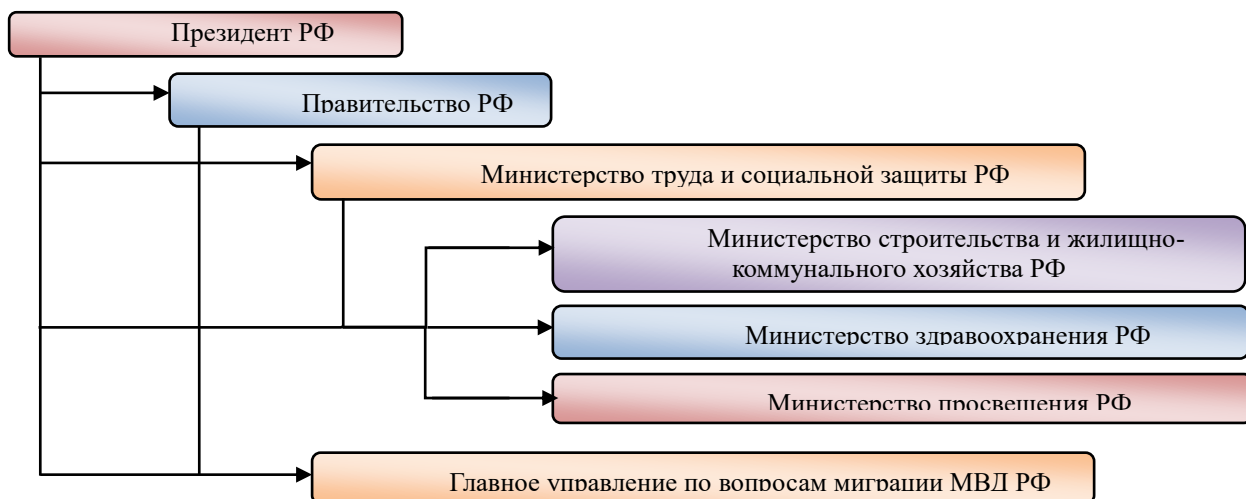 Президент РФ
Правительство РФ
Министерство труда и социальной защиты РФ
Министерство строительства и жилищно-
коммунального хозяйства РФ
Министерство здравоохранения РФ
Министерство просвещения РФ
Главное управление по вопросам миграции МВД РФ